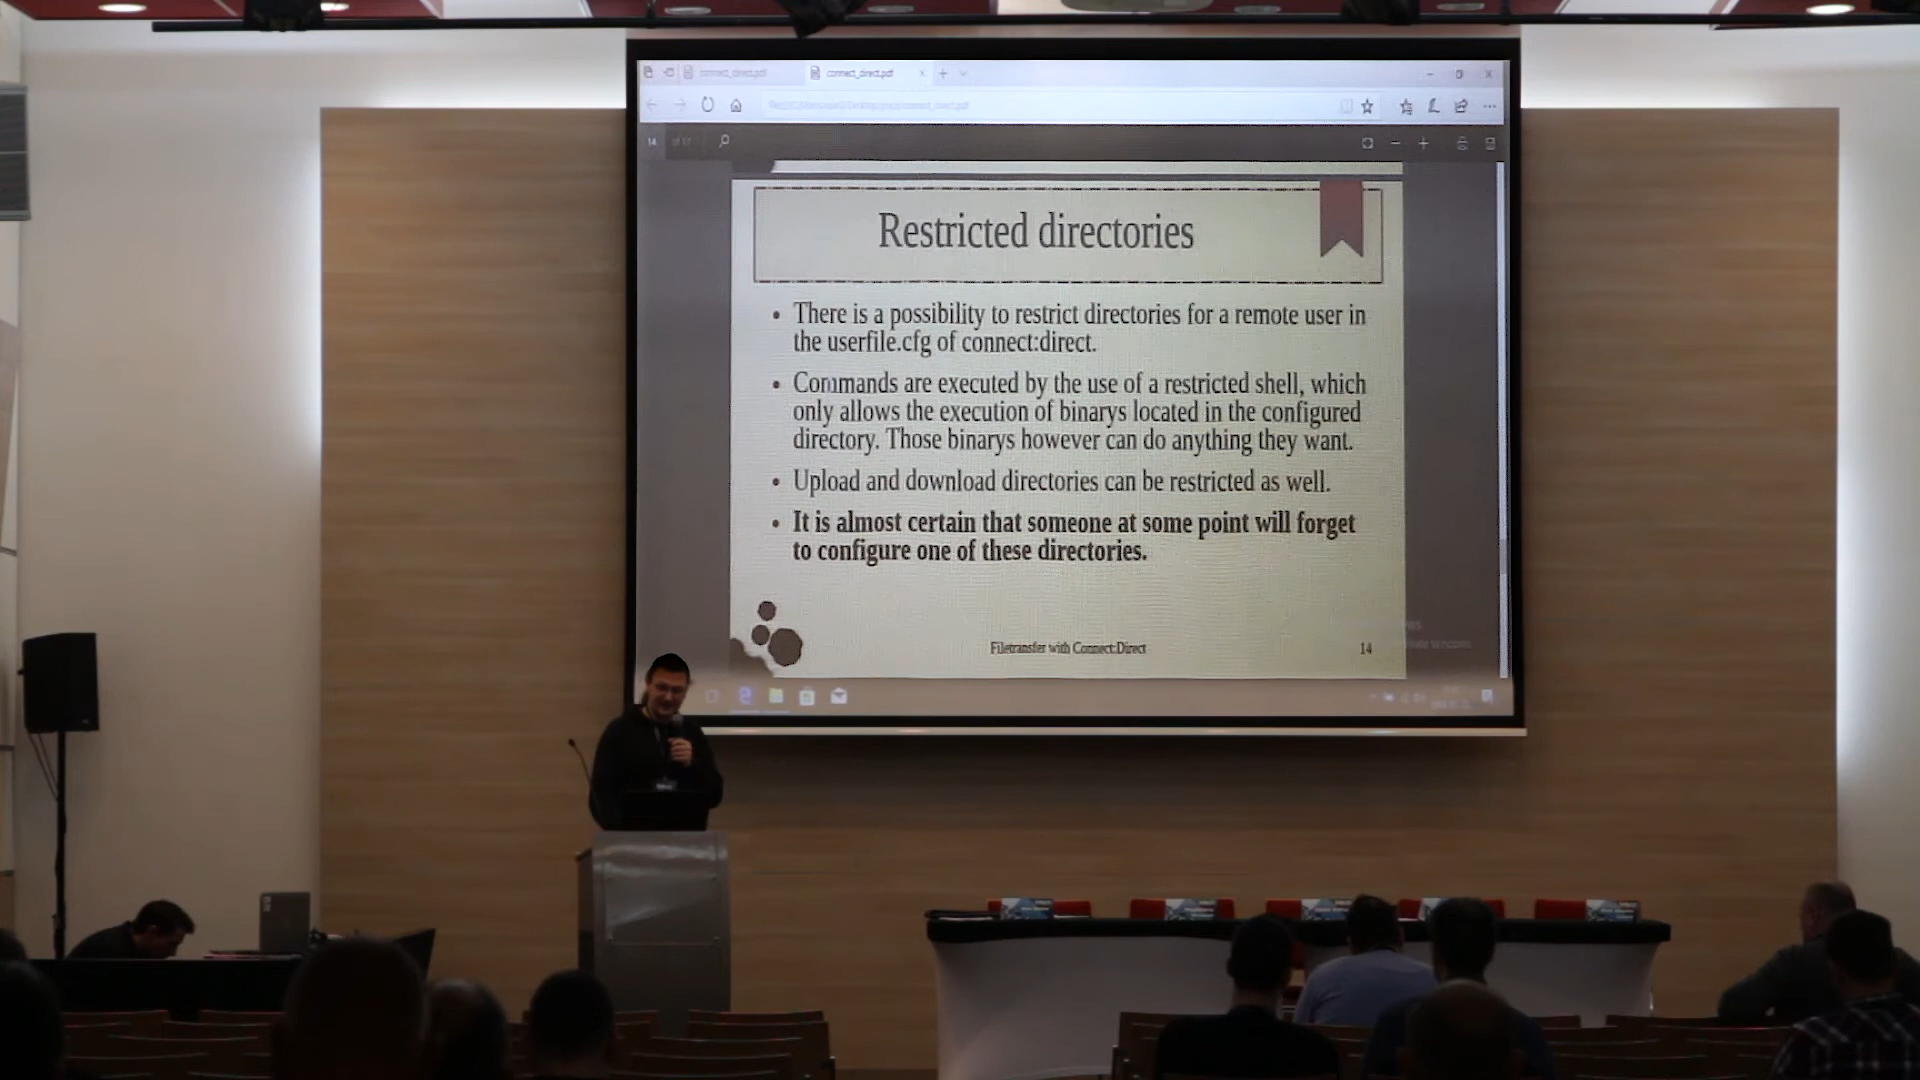 connect_direct.pdf
connect_direct.pdf
14 of 17
Restricted directories
• There is a possibility to restrict directories for a remote user in
the userfile.cfg of connect:direct.
• Commands are executed by the use of a restricted shell, which
only allows the execution of binarys located in the configured
directory. Those binarys however can do anything they want.
• Upload and download directories can be restricted as well.
• It is almost certain that someone at some point will forget
to configure one of these directories.
Filetransfer with Connect:Direct
14